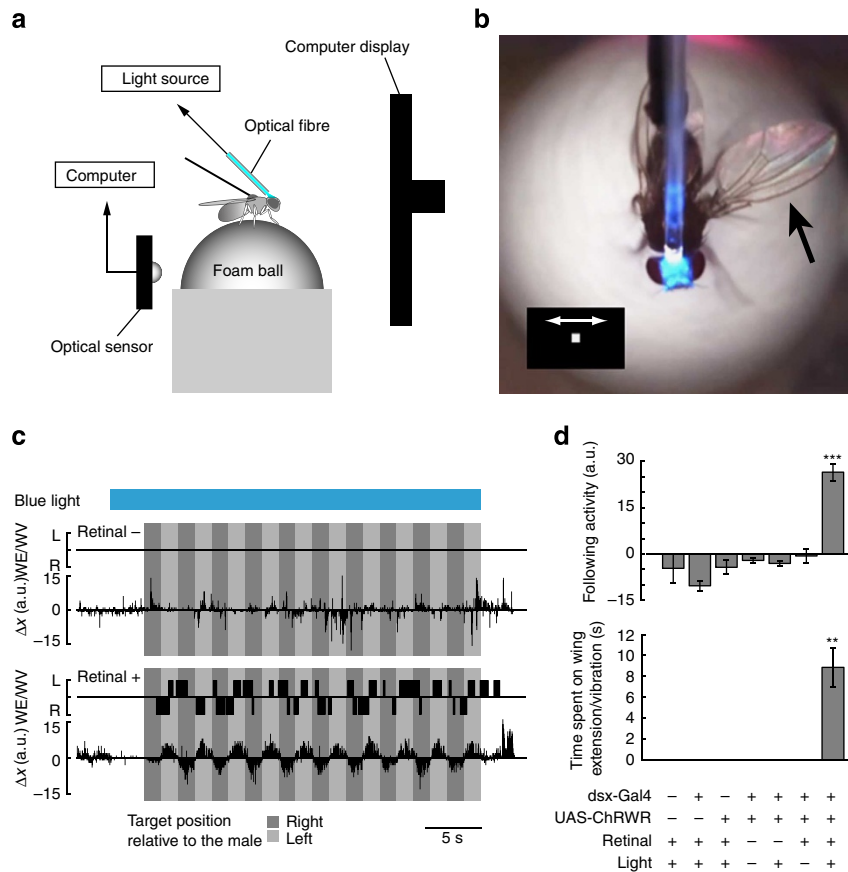 a
Computer display
Light source
Optical fibre
Computer
Foam ball
Optical sensor
b
c
Blue light
L
R
WE/WV
Retinal –
15
0
–15
Δx (a.u.)
L
R
WE/WV
Retinal +
15
0
–15
Δx (a.u.)
Target position
relative to the male
Right
Left
5 s
d
Following activity (a.u.)
30
15
0
–15
***
Time spent on wing
extension/vibration (s)
12
10
8
6
4
2
0
**
dsx-Gal4 – + – + + + +
UAS-ChRWR – – + + + + +
Retinal + + + – – + +
Light + + + – + – +